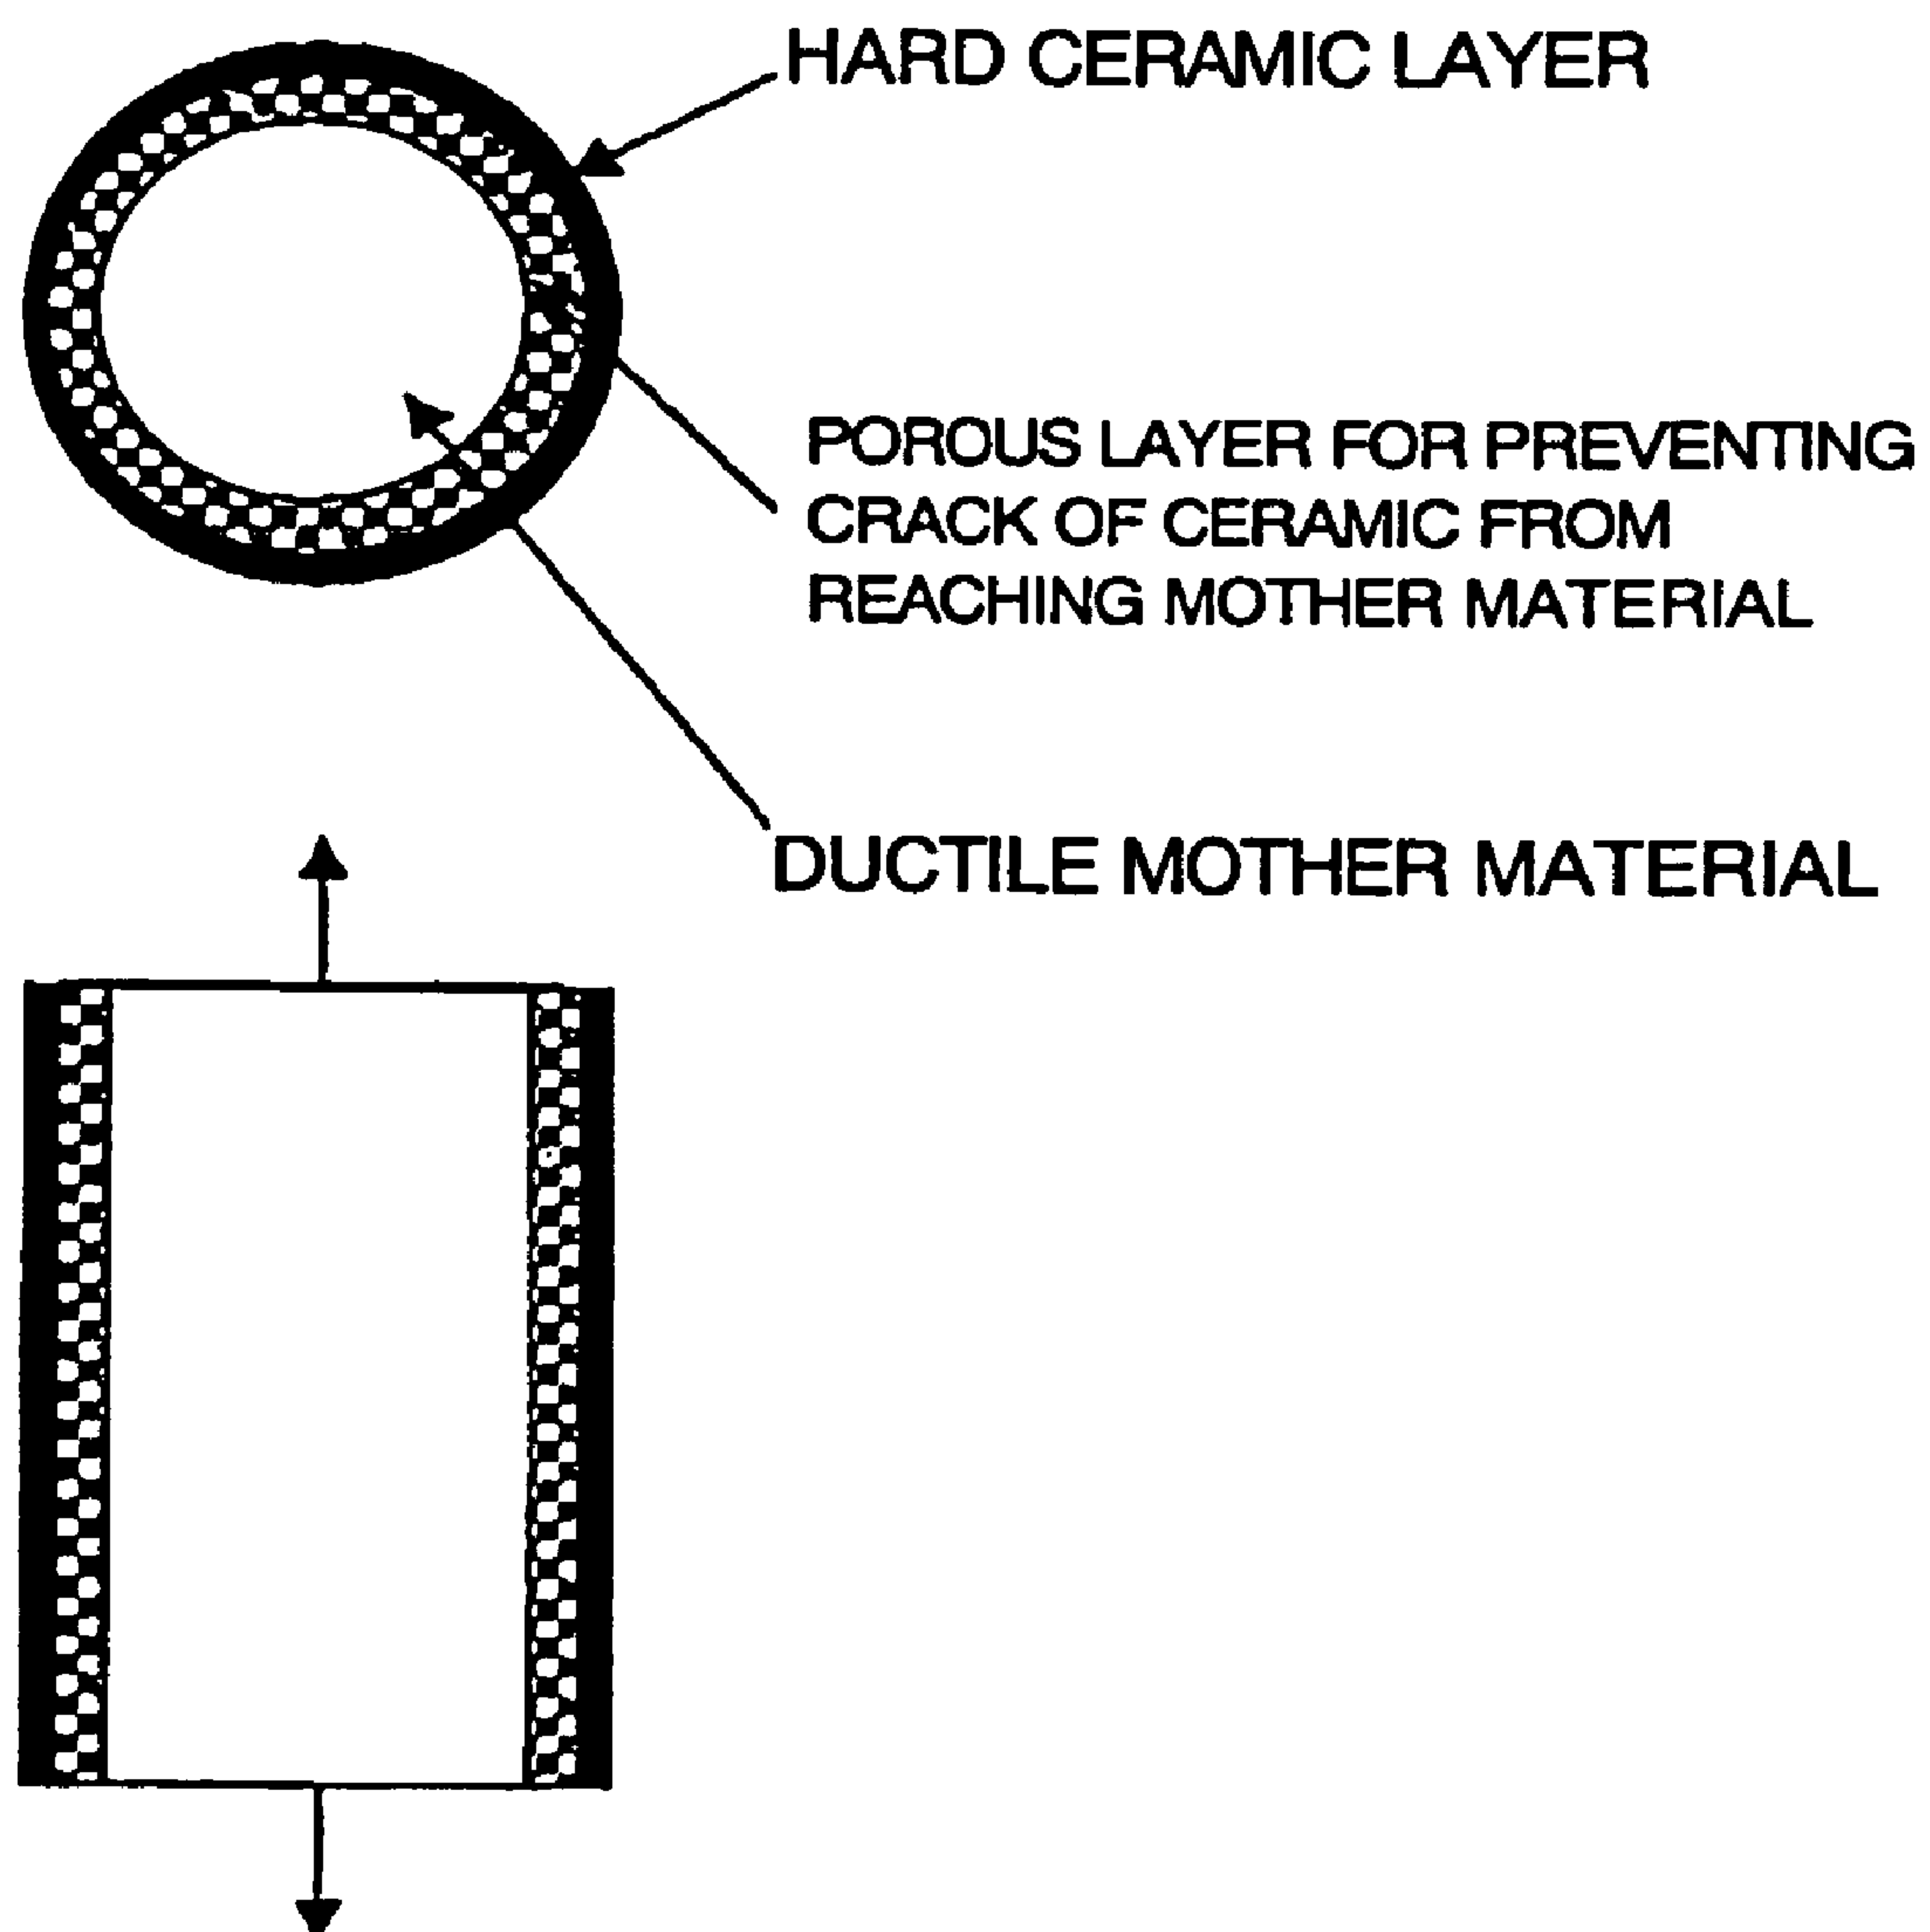 HARD CERAMIC LAYER
POROUS LAYER FOR PREVENTING
CRACK OF CERAMIC FROM
REACHING MOTHER MATERIAL
DUCTILE MOTHER MATERIAL